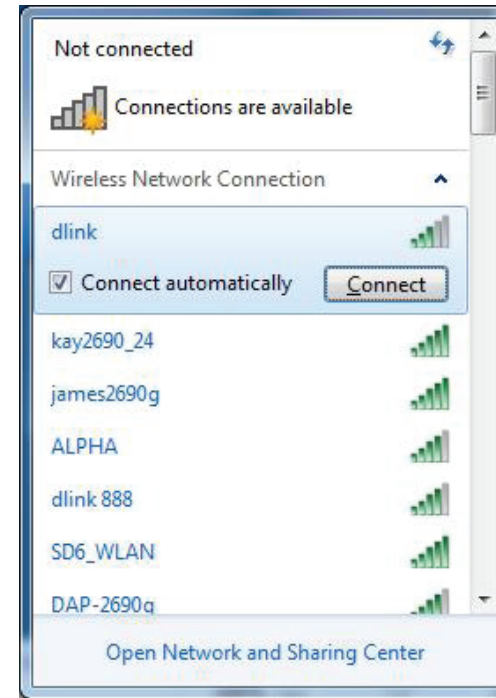 Not connected
Connections are available
Wireless Network Connection
dlink
Connect automatically Connect
kay2690_24
james2690g
ALPHA
dlink 888
SD6_WLAN
DAP-2690g
Open Network and Sharing Center